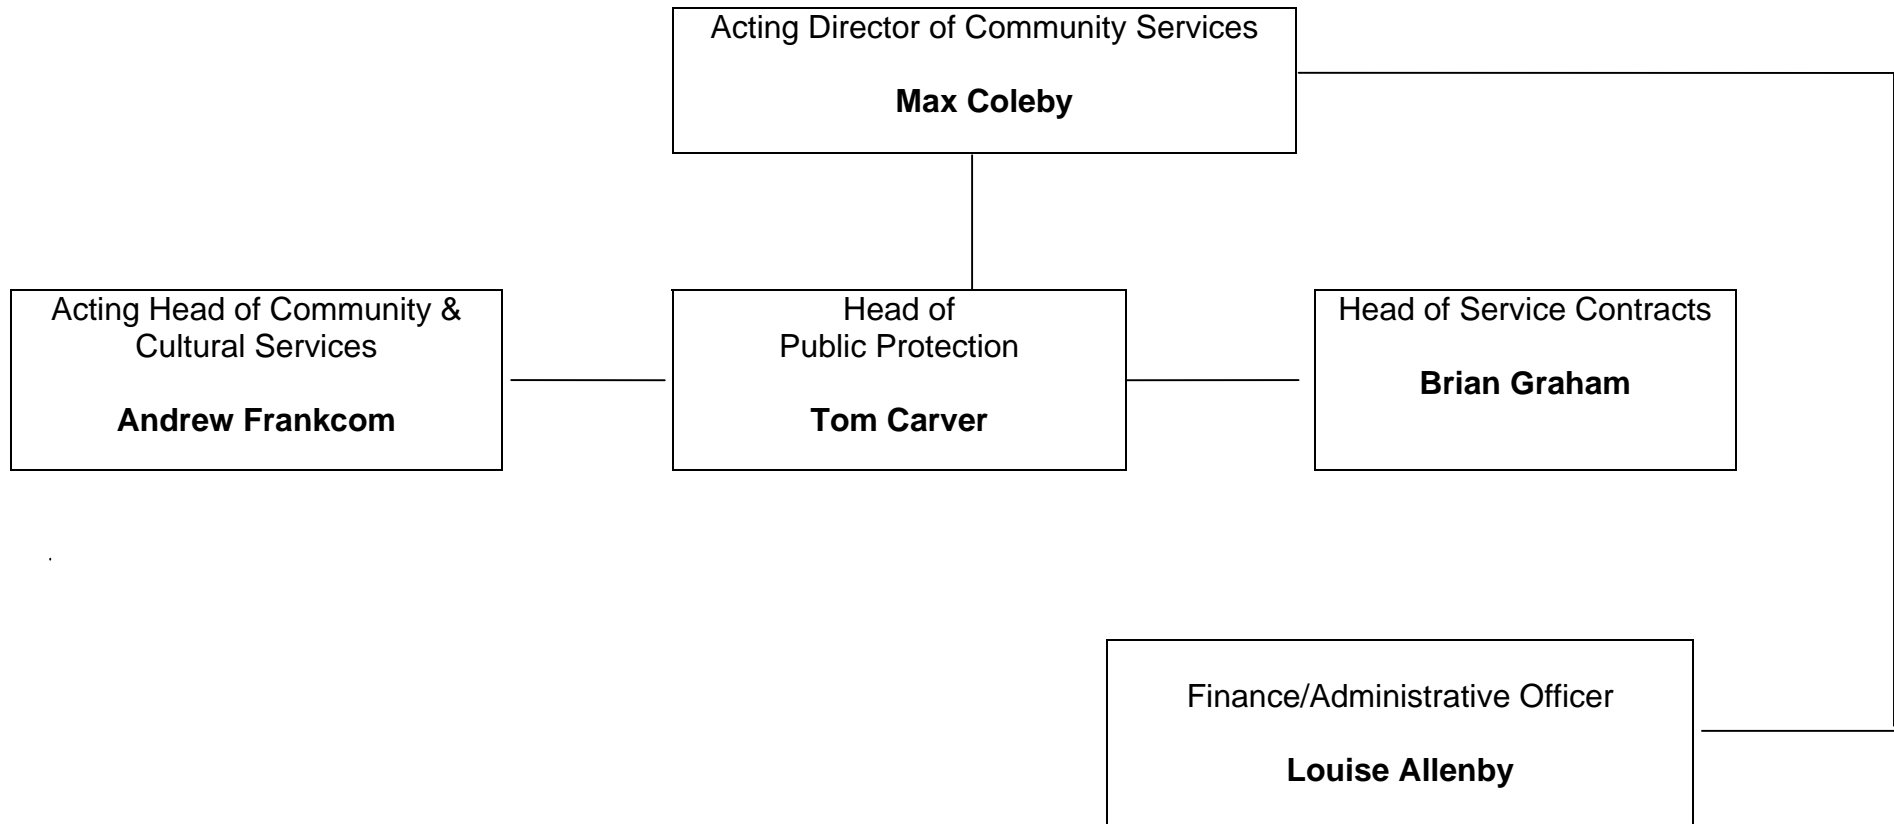 Acting Director of Community Services
Max Coleby
Acting Head of Community &
Cultural Services
Andrew Frankcom
Head of
Public Protection
Tom Carver
Head of Service Contracts
Brian Graham
Finance/Administrative Officer
Louise Allenby